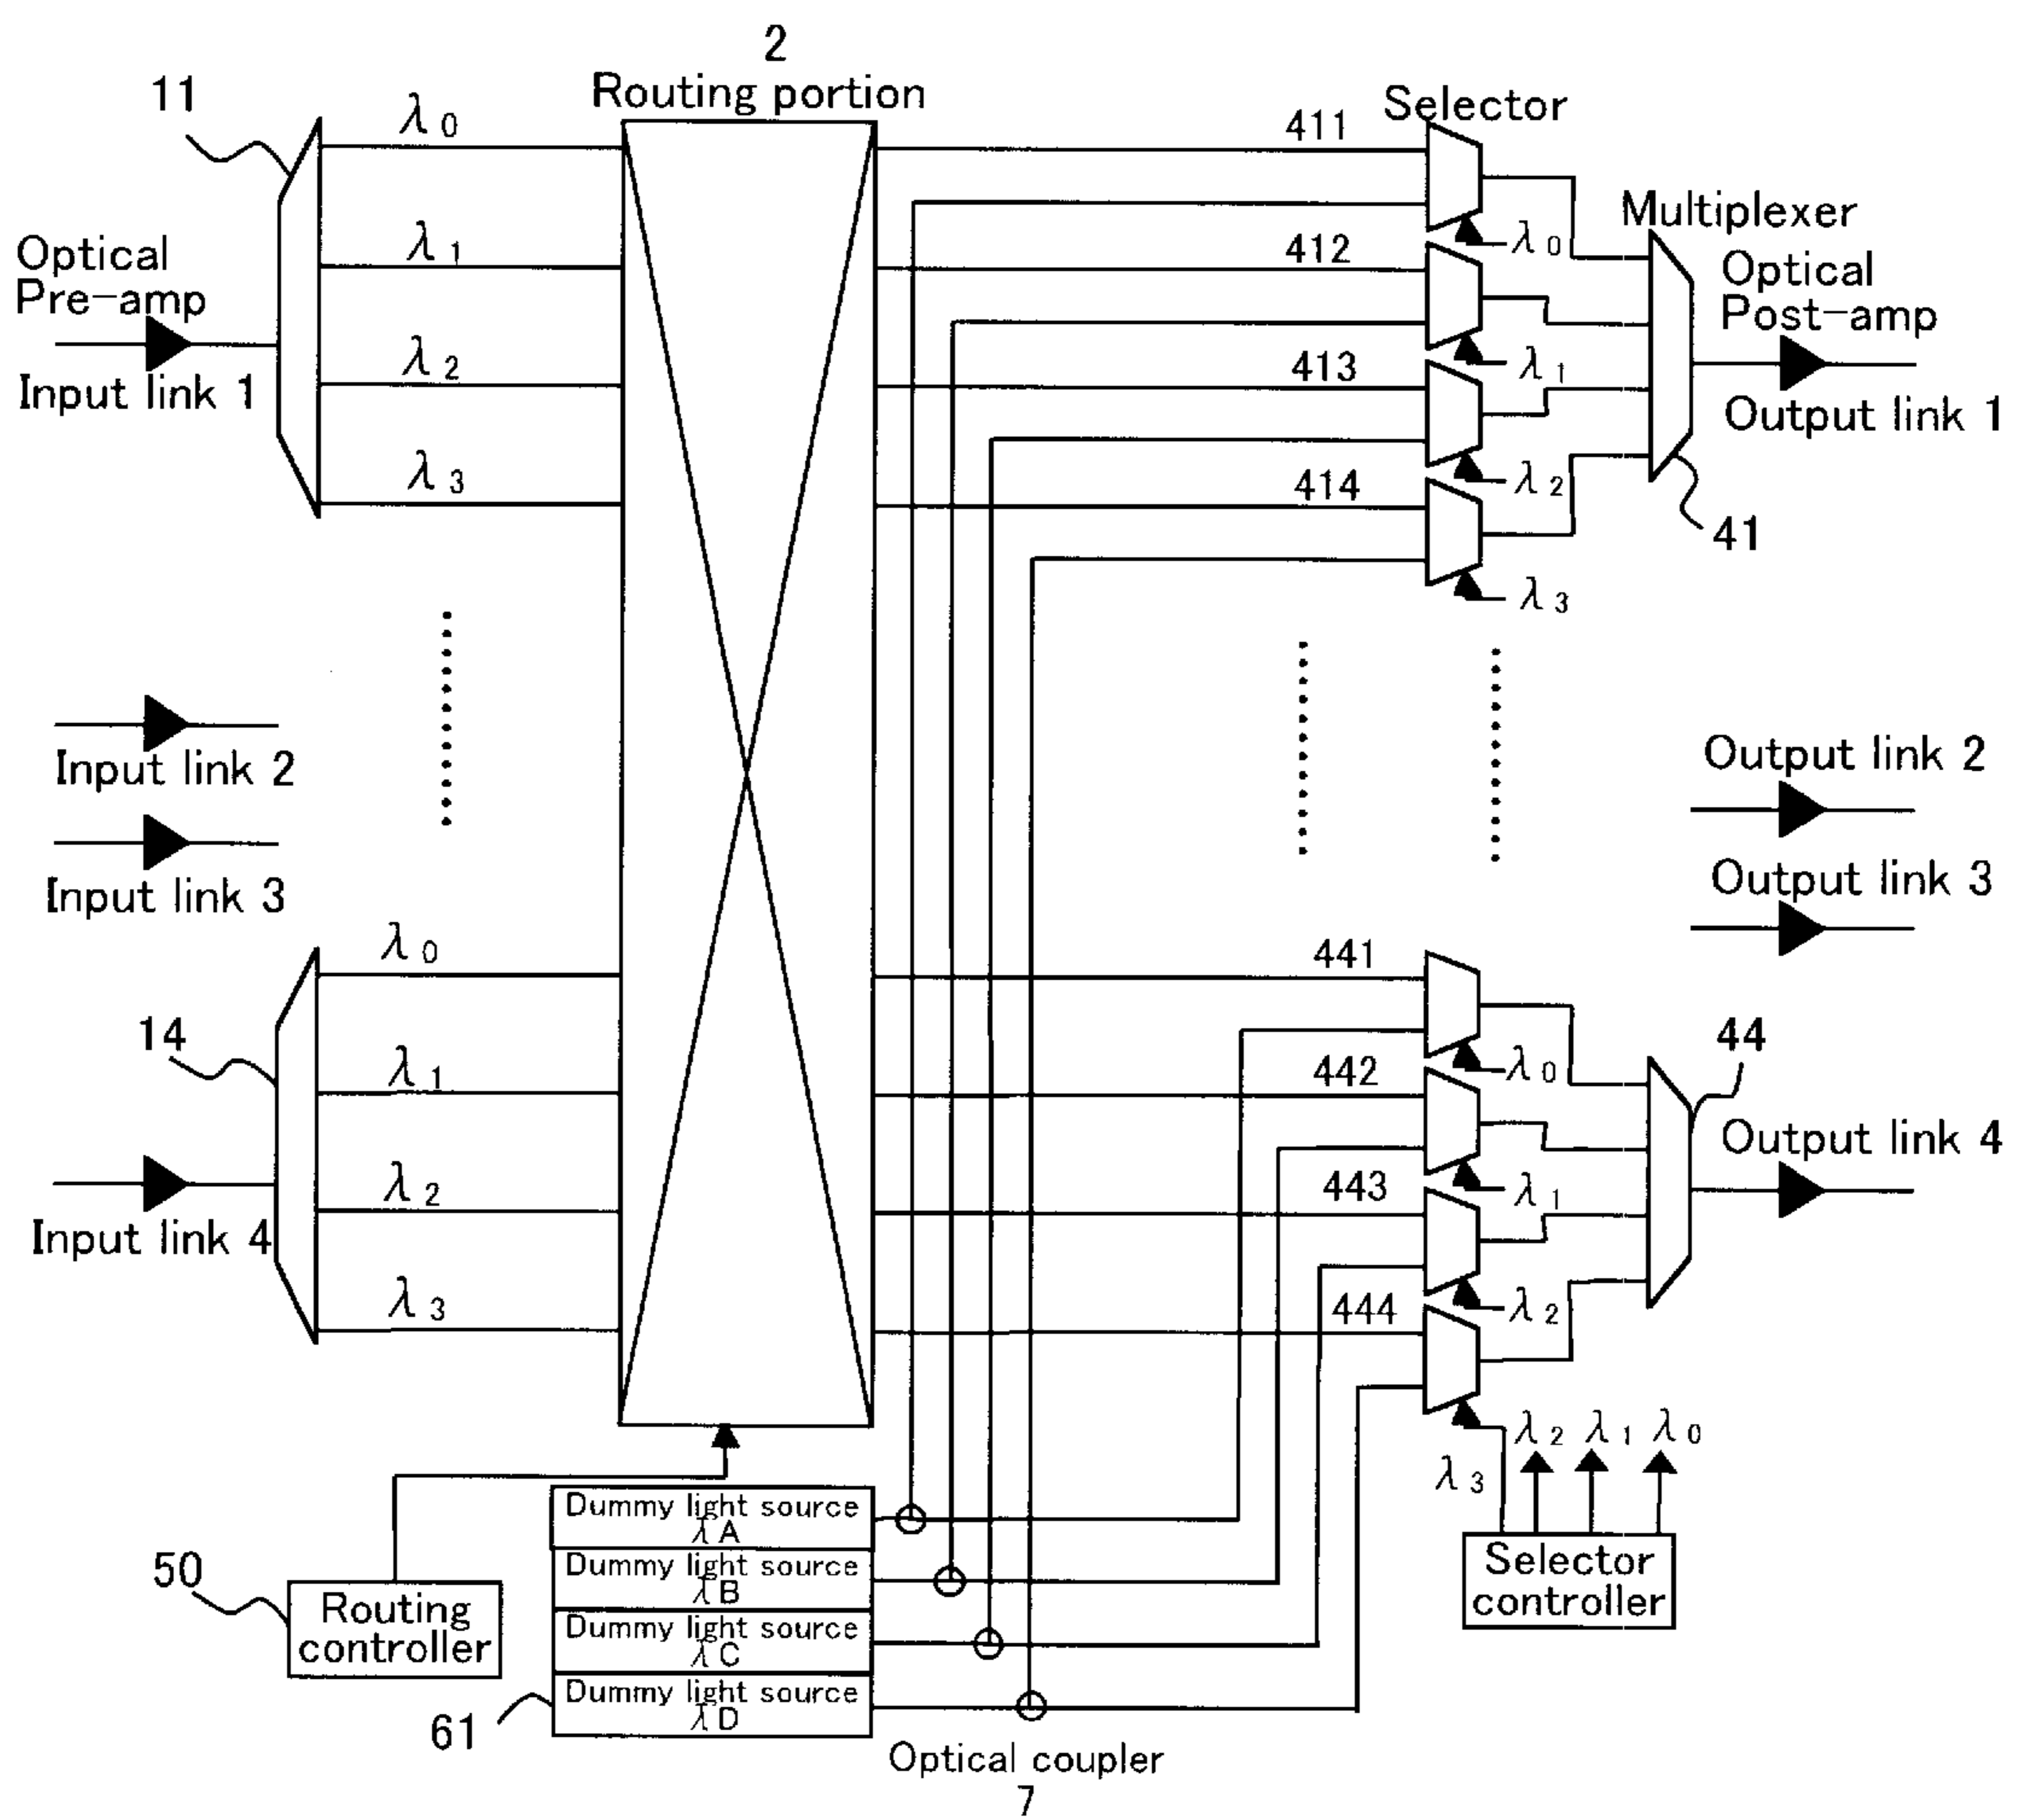 2
Routing portion
11
λ0
λ1
λ2
λ3
Optical
Pre-amp
Input link 1
411
412
413
414
Selector
λ0
λ1
λ2
λ3
Multiplexer
Optical
Post-amp
Output link 1
41
Input link 2
Input link 3
Output link 2
Output link 3
14
λ0
λ1
λ2
λ3
Input link 4
441
442
443
444
λ0
λ1
λ2
λ3
44
Output link 4
λ2 λ1 λ0
Selector
controller
50
Routing
controller
Dummy light source
λA
Dummy light source
λB
Dummy light source
λC
Dummy light source
λD
61
Optical coupler
7